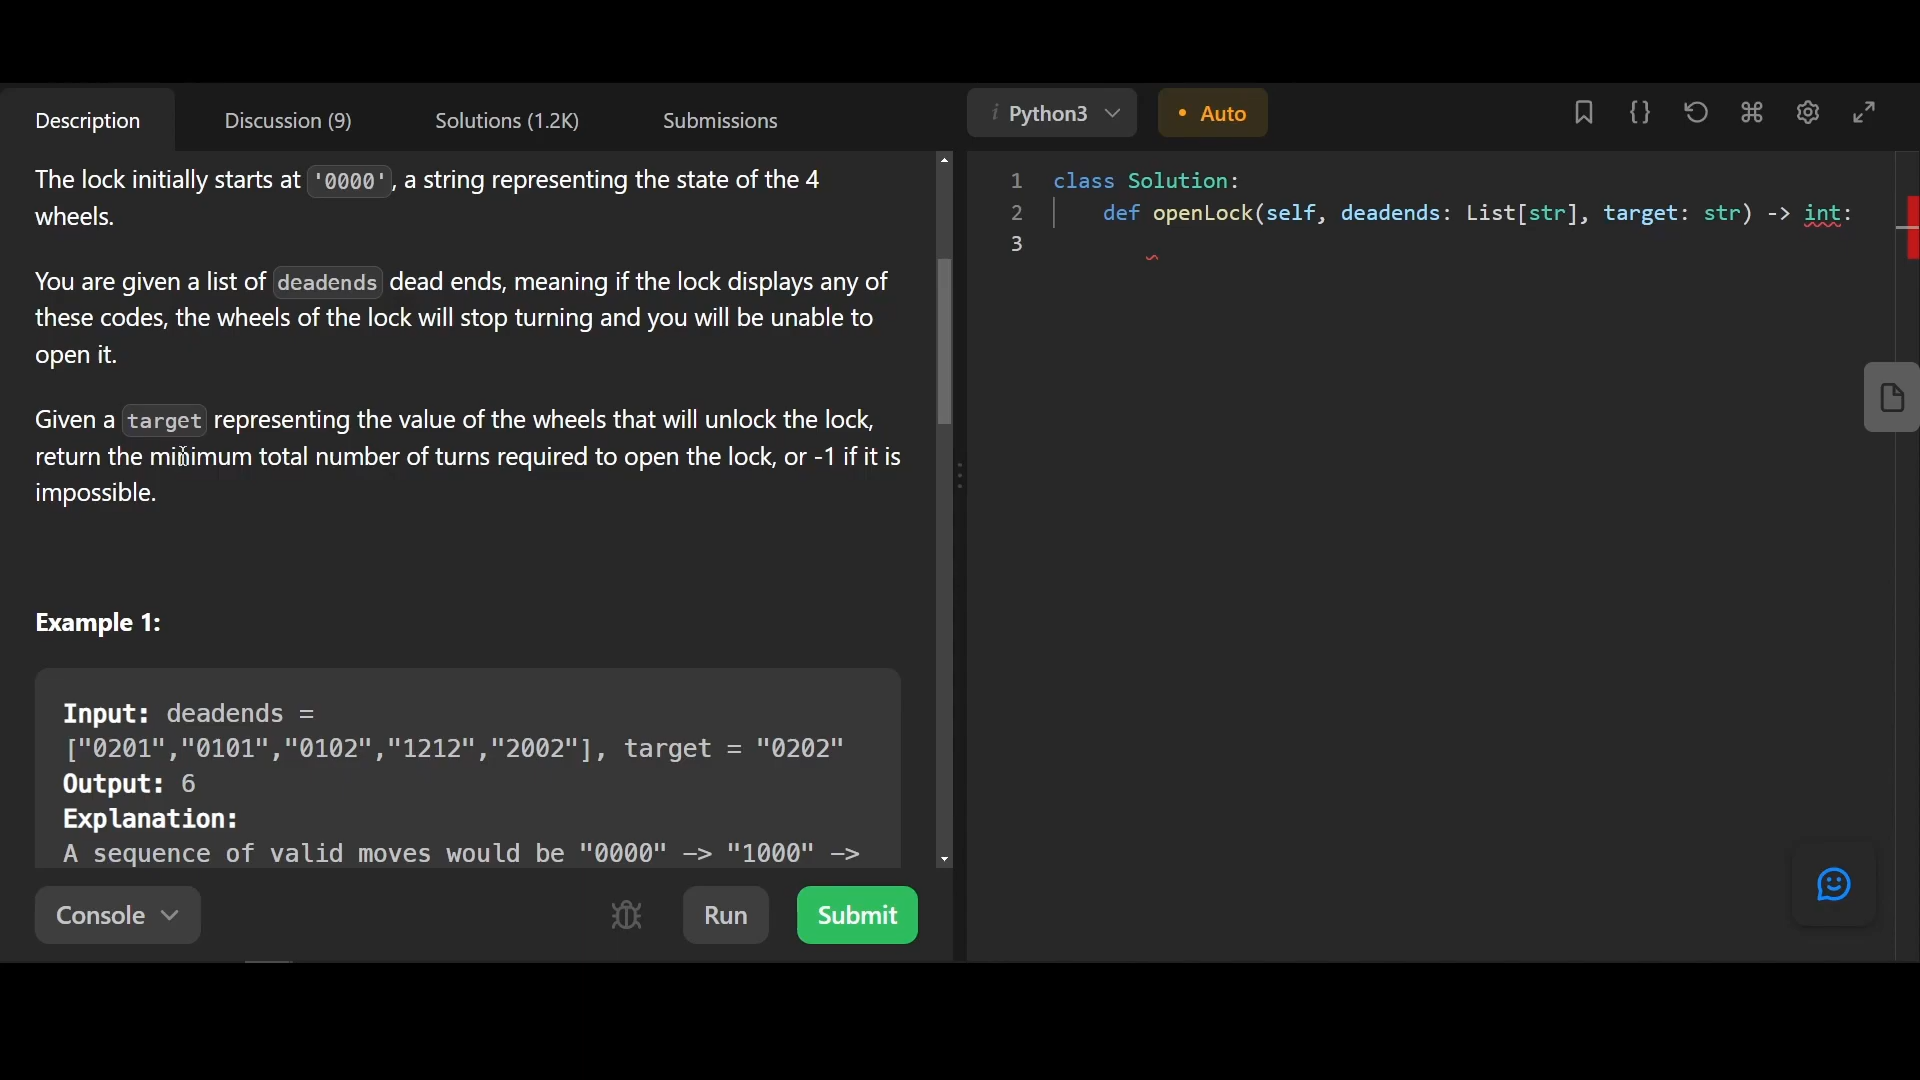 Description
Discussion (9)
Solutions (1.2K)
Submissions
i Python3
• Auto
The lock initially starts at '0000', a string representing the state of the 4
wheels.
You are given a list of deadends dead ends, meaning if the lock displays any of
these codes, the wheels of the lock will stop turning and you will be unable to
open it.
Given a target representing the value of the wheels that will unlock the lock,
return the minimum total number of turns required to open the lock, or -1 if it is
impossible.
Example 1:
Input: deadends =
["0201","0101","0102","1212","2002"], target = "0202"
Output: 6
Explanation:
A sequence of valid moves would be "0000" -> "1000" ->
Console
Run
Submit
1 class Solution:
2 def openLock(self, deadends: List[str], target: str) -> int:
3